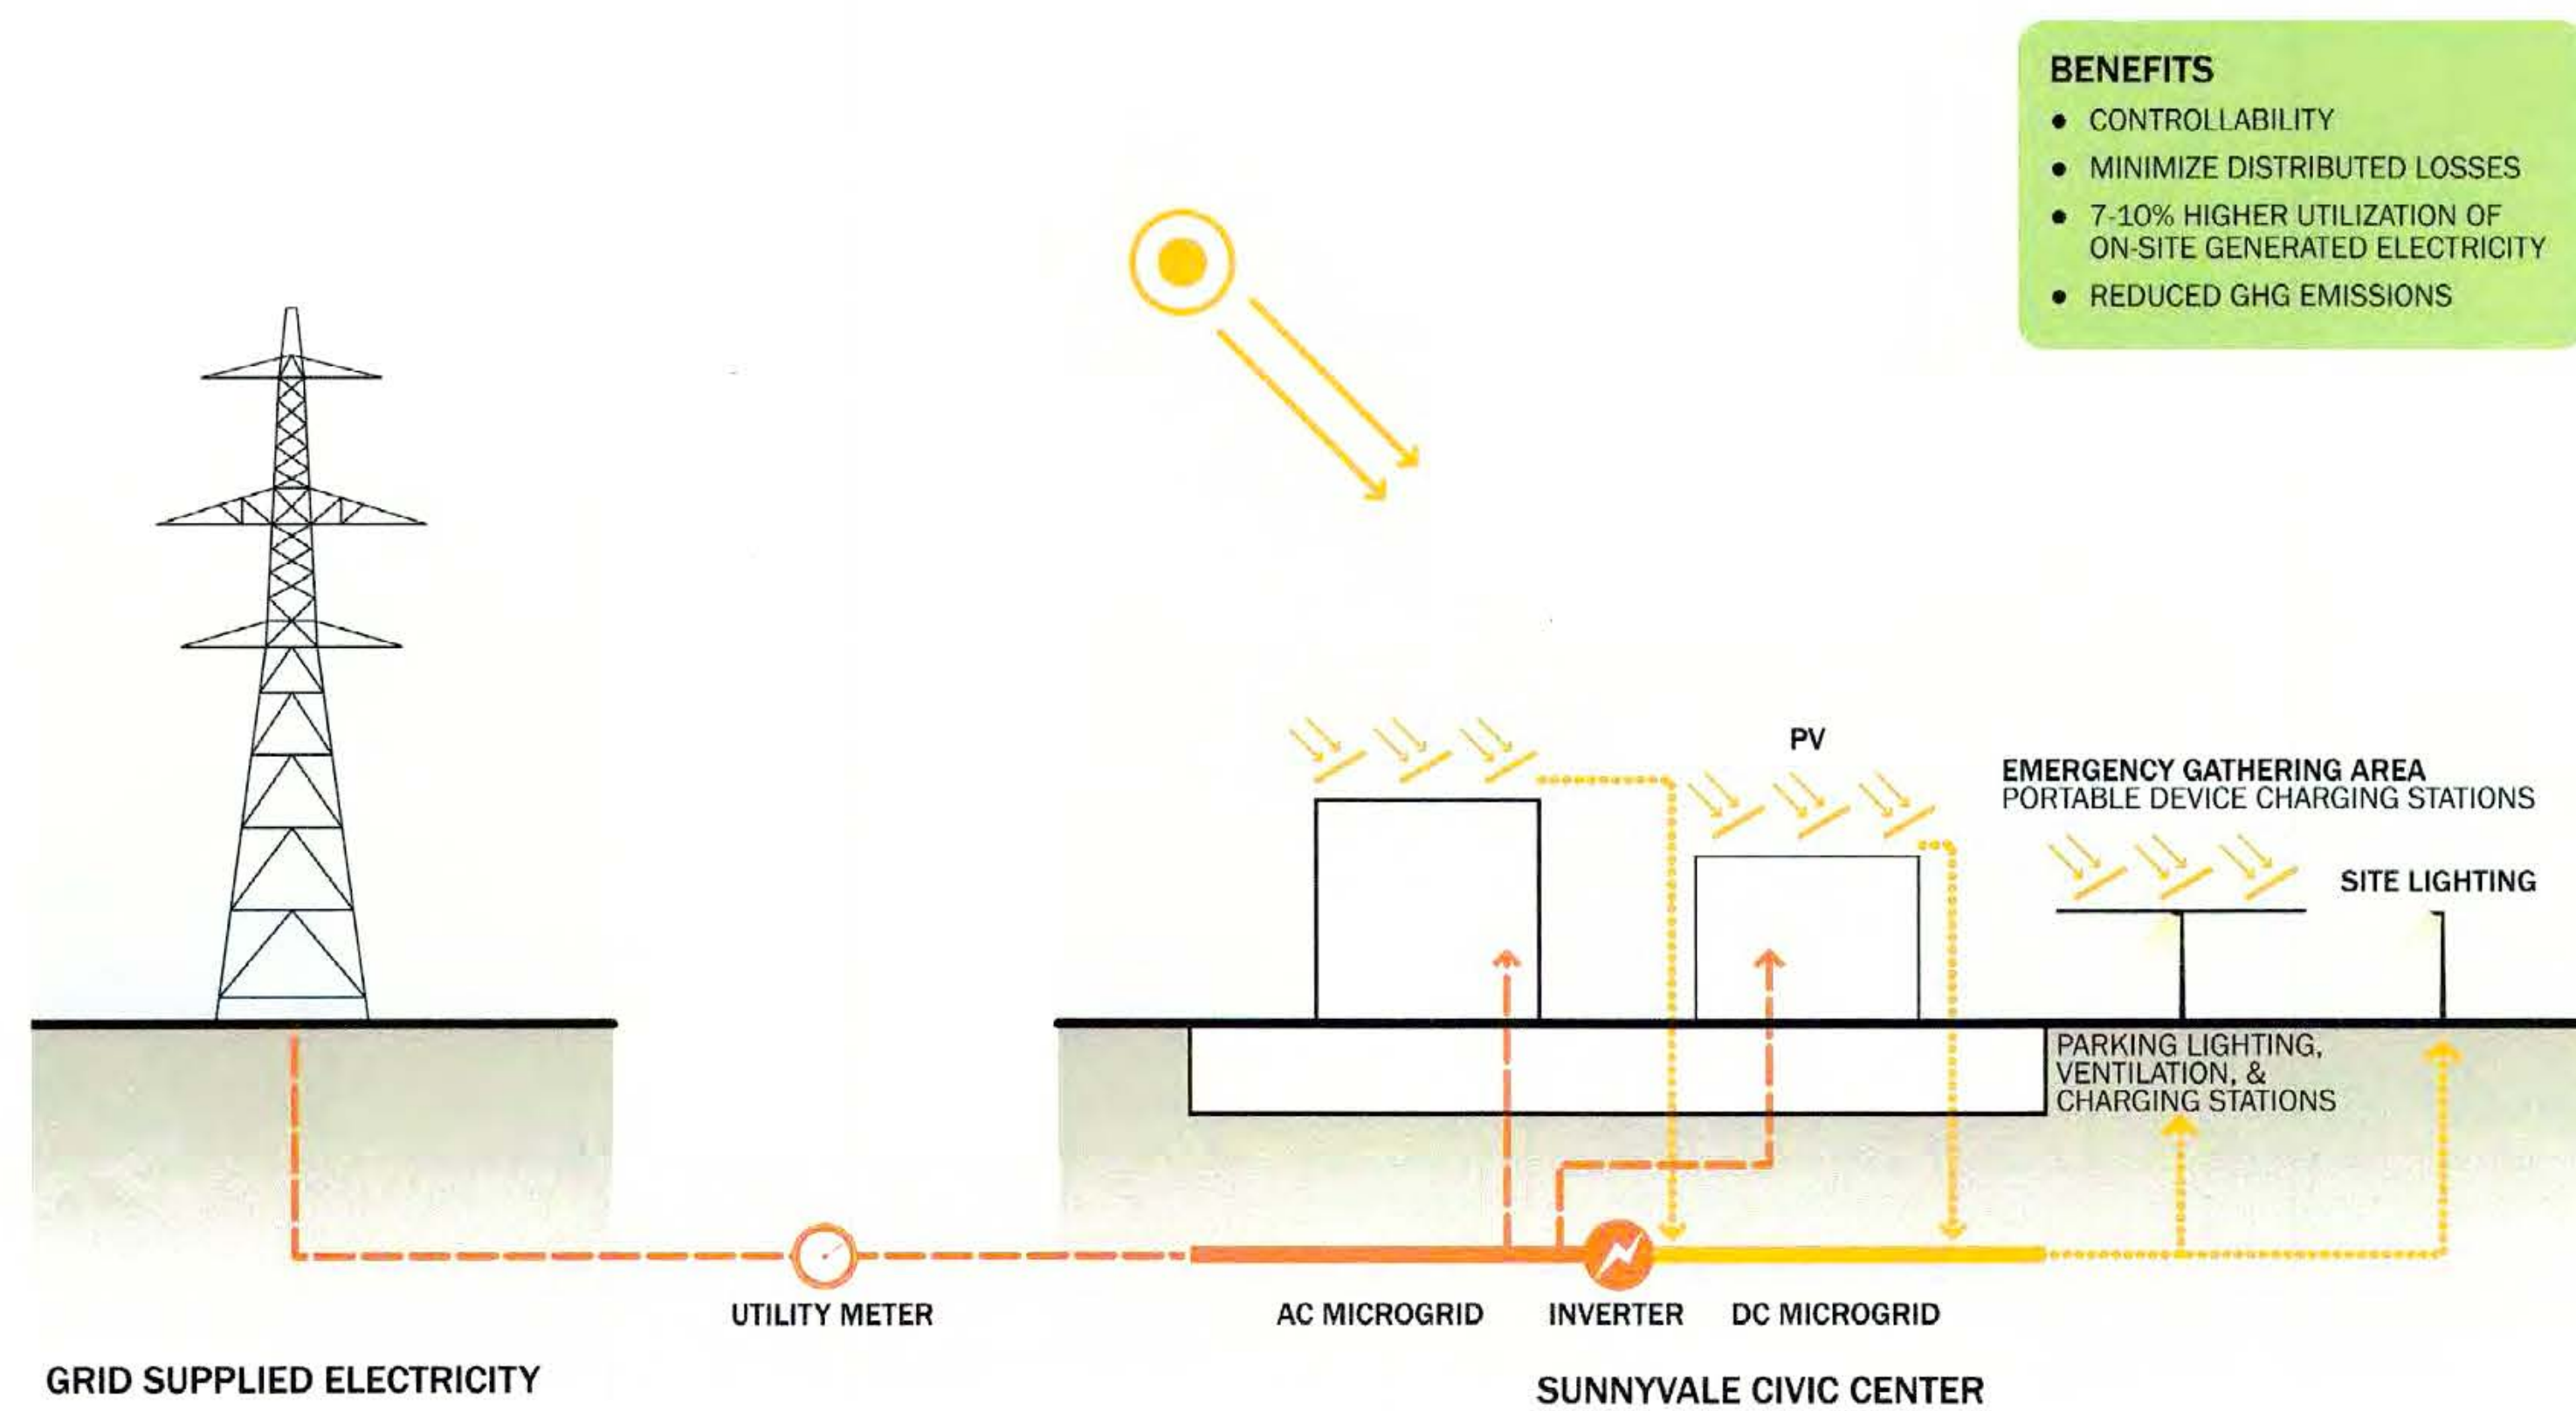 BENEFITS
• CONTROLLABILITY
• MINIMIZE DISTRIBUTED LOSSES
• 7-10% HIGHER UTILIZATION OF
ON-SITE GENERATED ELECTRICITY
• REDUCED GHG EMISSIONS
PV
EMERGENCY GATHERING AREA
PORTABLE DEVICE CHARGING STATIONS
SITE LIGHTING
PARKING LIGHTING,
VENTILATION, &
CHARGING STATIONS
UTILITY METER
AC MICROGRID
INVERTER
DC MICROGRID
GRID SUPPLIED ELECTRICITY
SUNNYVALE CIVIC CENTER